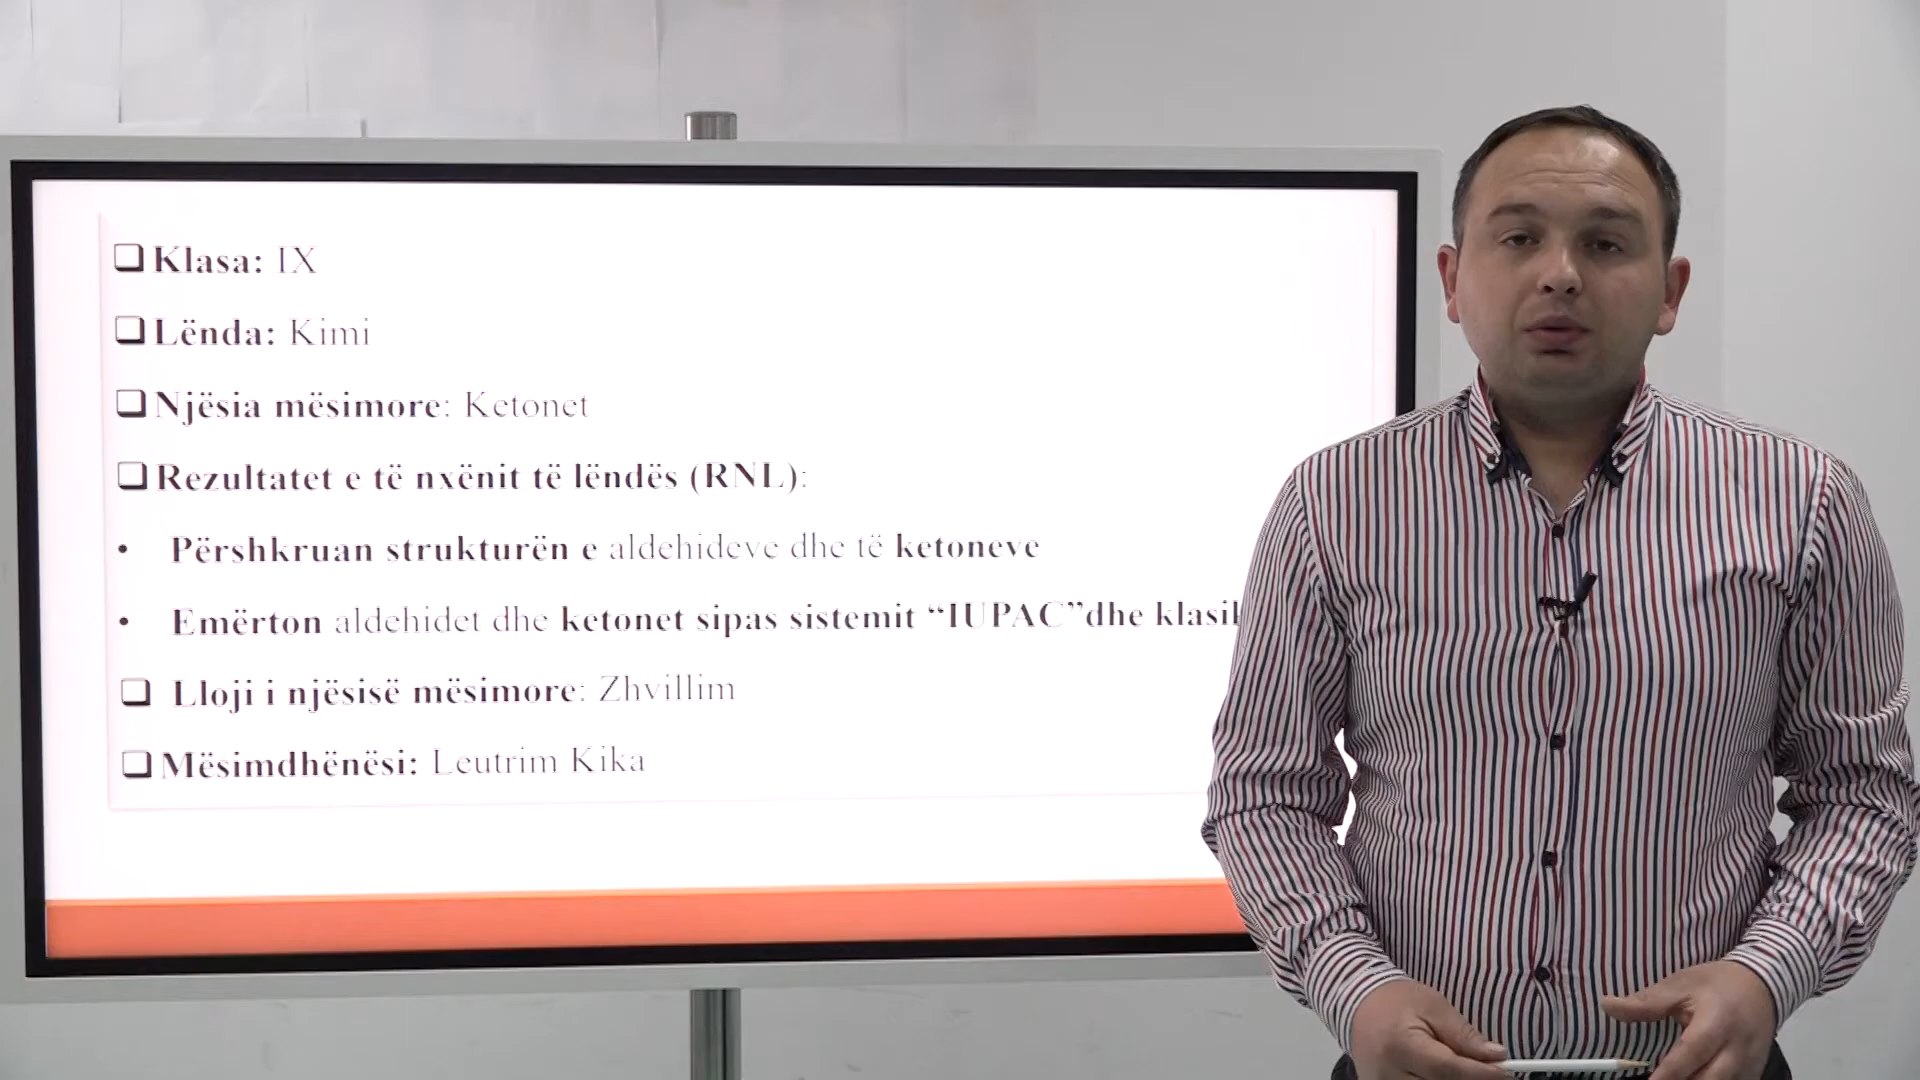 Klasa: IX
Lënda: Kimi
Njësia mësimore: Ketonet
Rezultatet e të nxënit të lëndës (RNL):
• Përshkruan strukturën e aldehideve dhe të ketoneve
• Emërton aldehidet dhe ketonet sipas sistemit “IUPAC”dhe
Lloji i njësisë mësimore: Zhvillim
Mësimdhënësi: Leutrim Kika